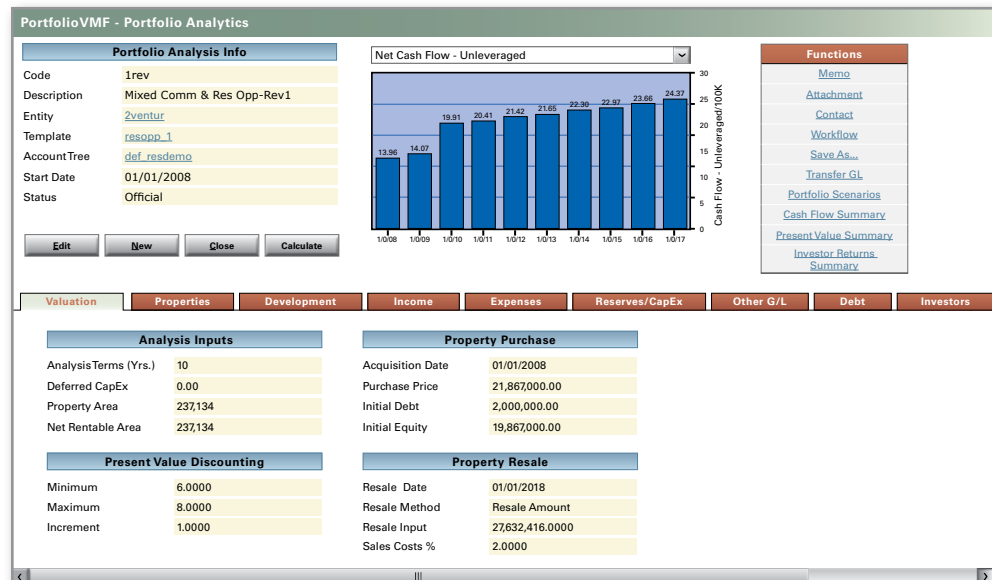 PortfolioVMF - Portfolio Analytics
Portfolio Analysis Info
Code 1rev
Description Mixed Comm & Res Opp-Rev1
Entity 2ventur
Template resopp_1
Account Tree def_resdemo
Start Date 01/01/2008
Status Official
Edit New Close Calculate
Net Cash Flow - Unleveraged
30
25
20
15
10
5
0
Cash Flow - Unleveraged/100K
13.96 14.07 19.91 20.41 21.42 21.65 22.30 22.97 23.66 24.37
1/0/08 1/0/09 1/0/10 1/0/11 1/0/12 1/0/13 1/0/14 1/0/15 1/0/16 1/0/17
Functions
Memo
Attachment
Contact
Workflow
Save As...
Transfer GL
Portfolio Scenarios
Cash Flow Summary
Present Value Summary
Investor Returns
Summary
Valuation Properties Development Income Expenses Reserves/CapEx Other G/L Debt Investors
Analysis Inputs
Analysis Terms (Yrs.) 10
Deferred CapEx 0.00
Property Area 237,134
Net Rentable Area 237,134
Property Purchase
Acquisition Date 01/01/2008
Purchase Price 21,867,000.00
Initial Debt 2,000,000.00
Initial Equity 19,867,000.00
Present Value Discounting
Minimum 6.0000
Maximum 8.0000
Increment 1.0000
Property Resale
Resale Date 01/01/2018
Resale Method Resale Amount
Resale Input 27,632,416.0000
Sales Costs % 2.0000